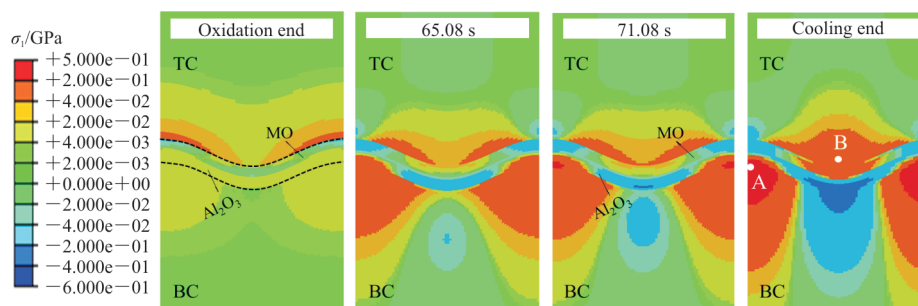 σ₁/GPa
+5.000e−01
+2.000e−01
+4.000e−02
+2.000e−02
+4.000e−03
+2.000e−03
+0.000e+00
−2.000e−02
−4.000e−02
−2.000e−01
−4.000e−01
−6.000e−01
Oxidation end
TC
MO
Al₂O₃
BC
65.08 s
TC
BC
71.08 s
TC
MO
Al₂O₃
BC
Cooling end
TC
B
A
BC